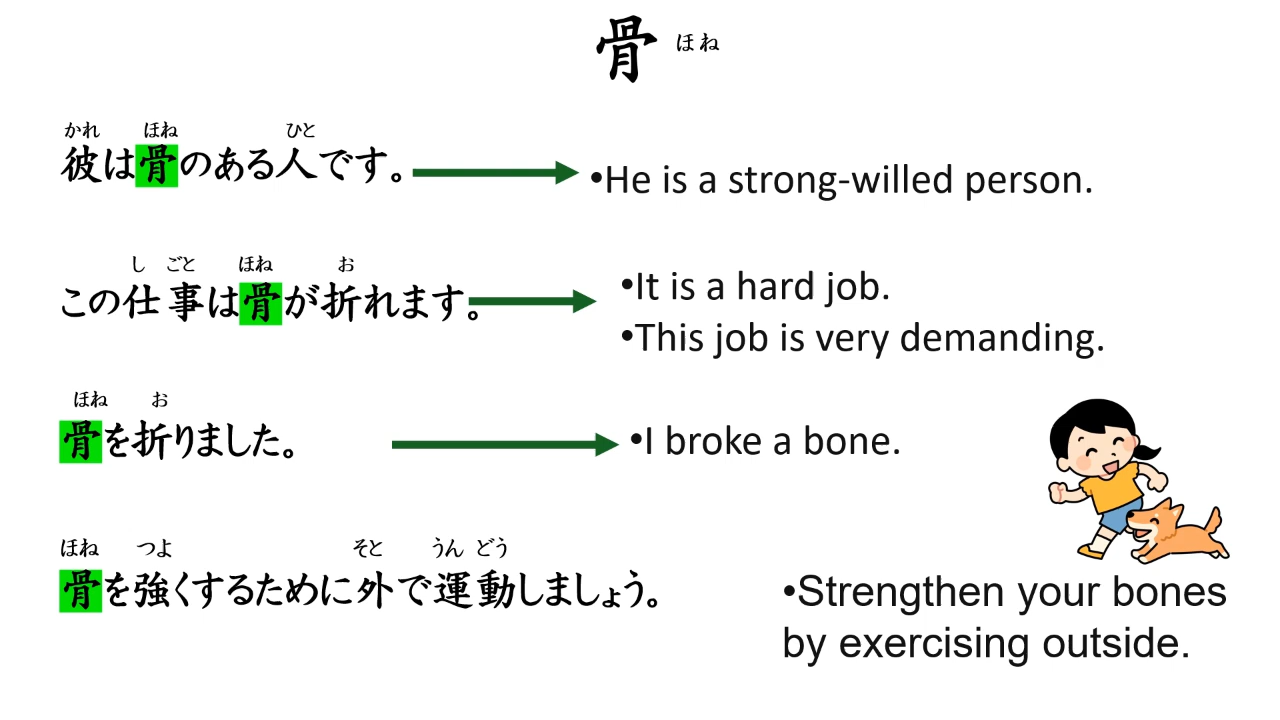 骨 ほね
かれ ほね ひと
彼は骨のある人です。
•He is a strong-willed person.
し ごと ほね お
この仕事は骨が折れます。
•It is a hard job.
•This job is very demanding.
ほね お
骨を折りました。
•I broke a bone.
ほね つよ そと うん どう
骨を強くするために外で運動しましょう。
•Strengthen your bones
by exercising outside.